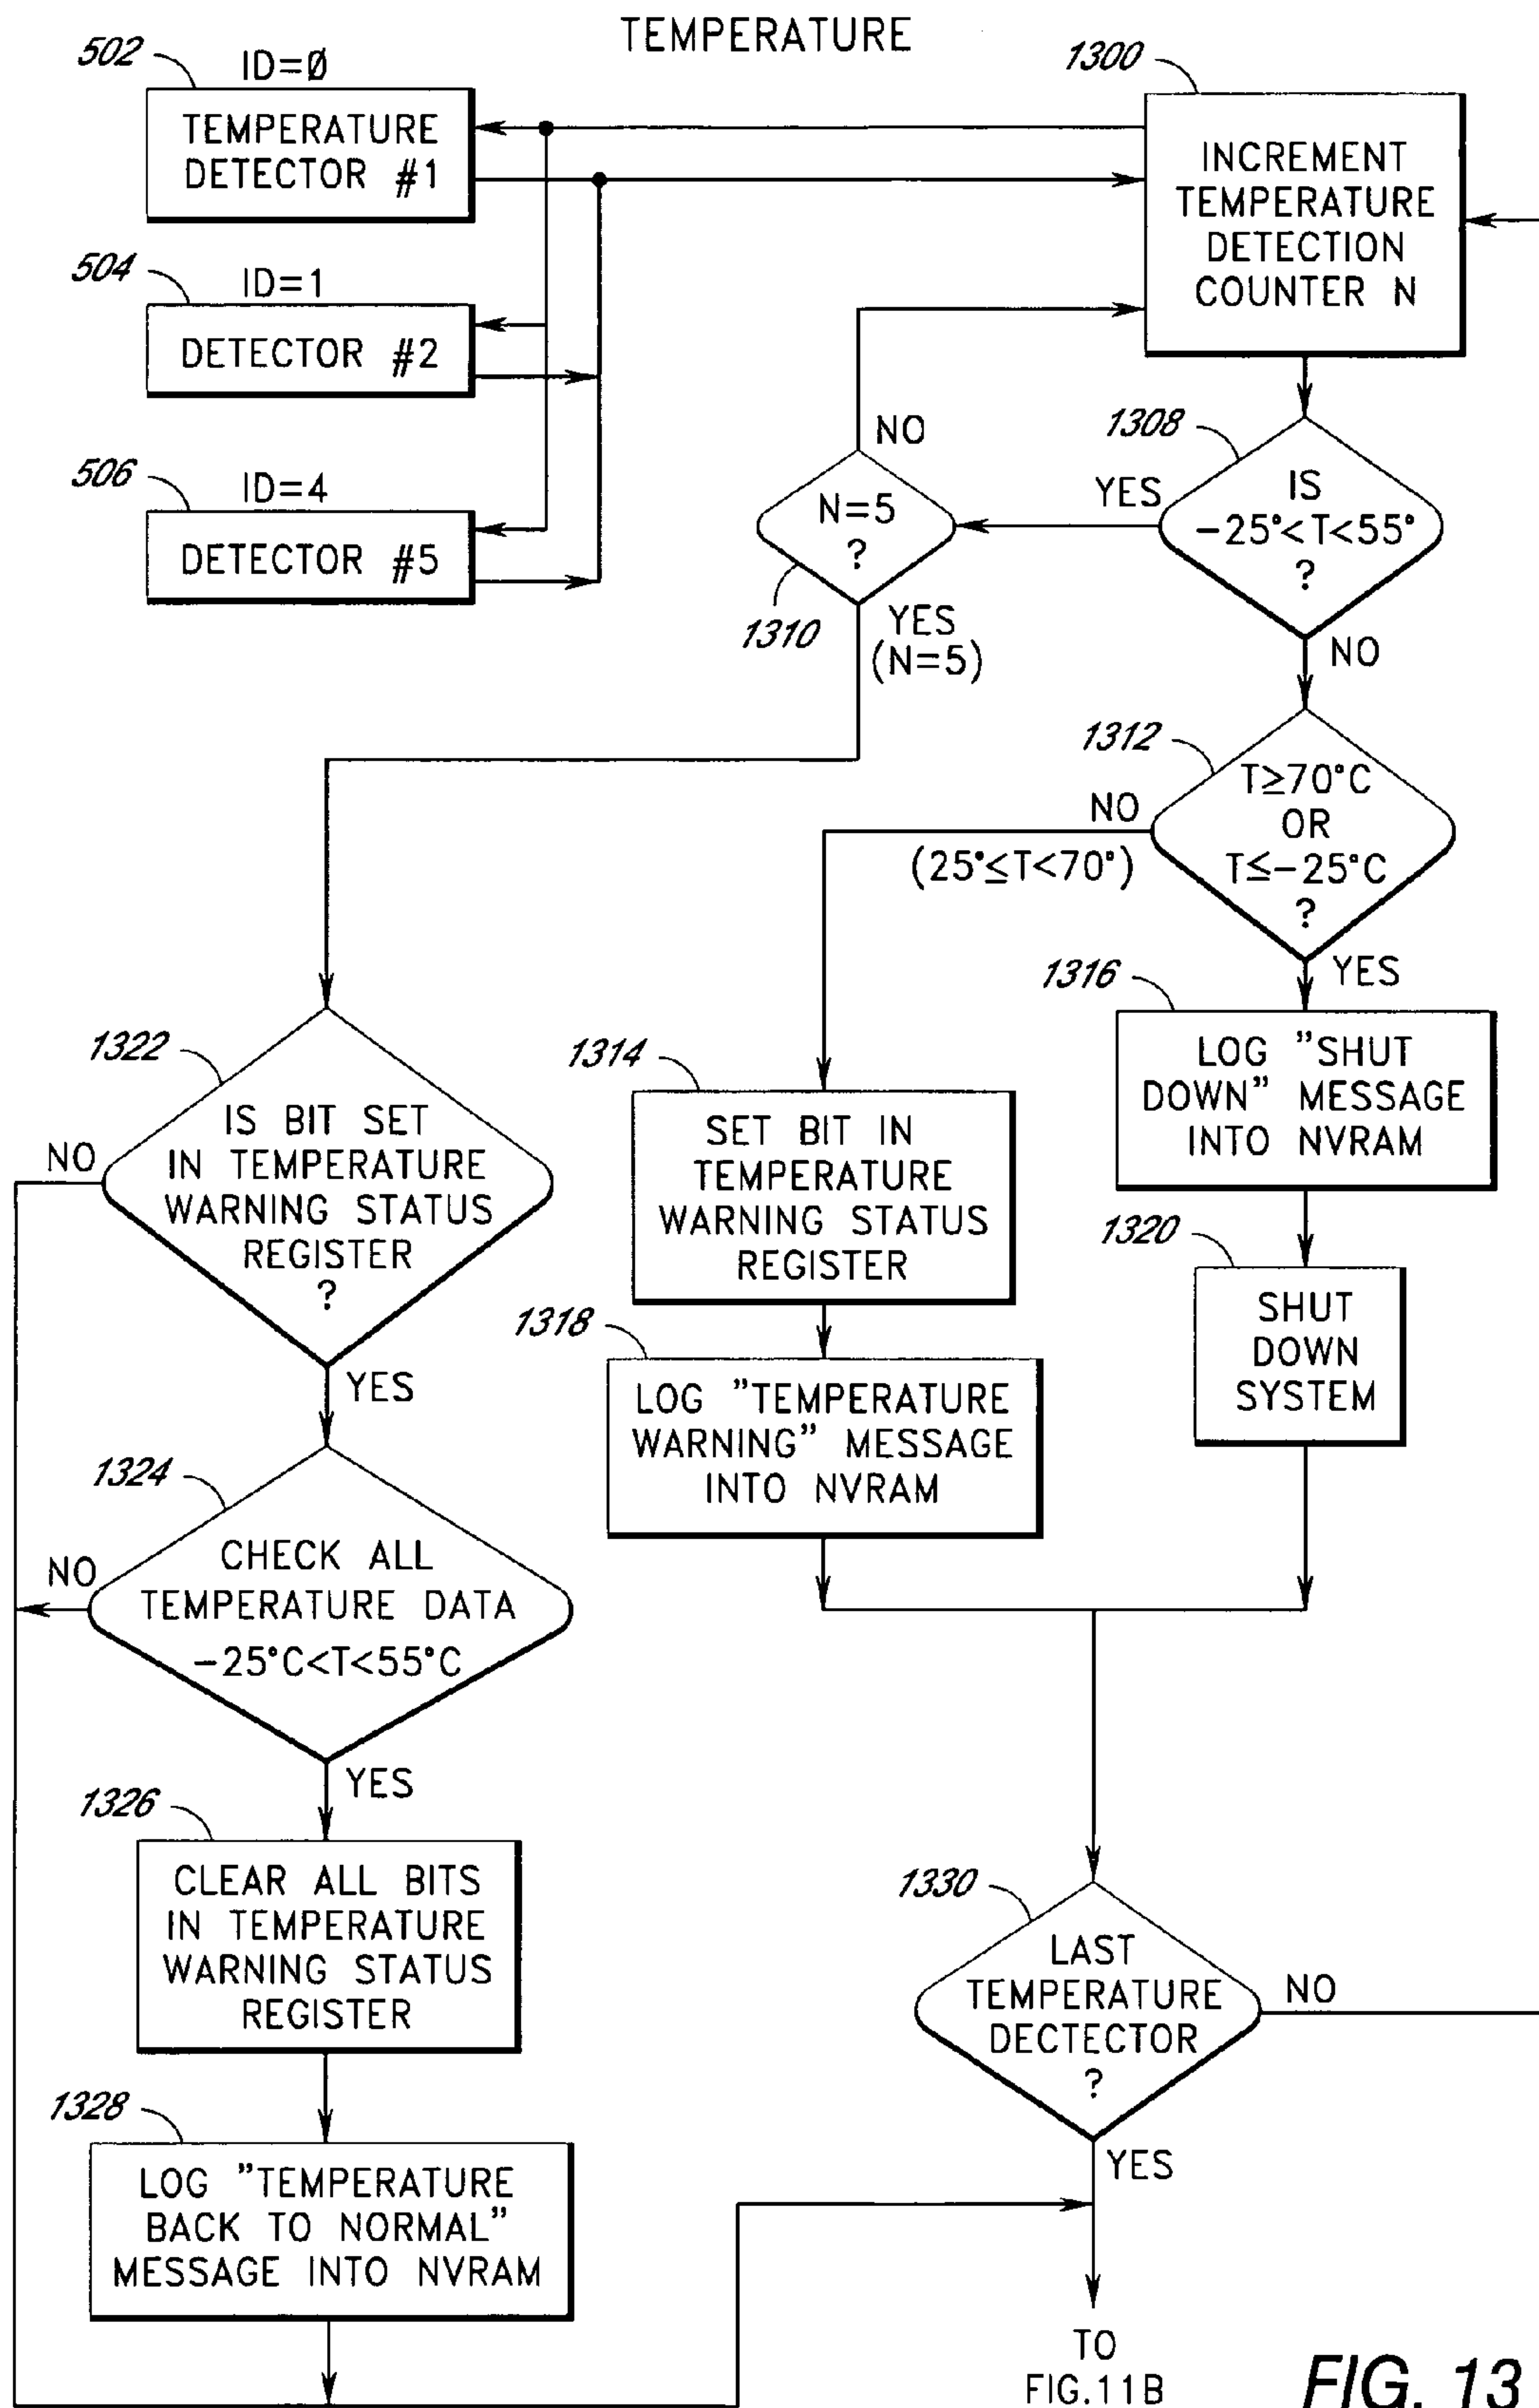 TEMPERATURE
502
ID=Ø
TEMPERATURE
DETECTOR #1
504
ID=1
DETECTOR #2
506
ID=4
DETECTOR #5
1300
INCREMENT
TEMPERATURE
DETECTION
COUNTER N
1308
IS
-25°<T<55°
?
YES
NO
N=5
?
NO
1310
YES
(N=5)
1312
T≥70°C
OR
T≤-25°C
?
NO
(25°≤T<70°)
YES
1316
LOG "SHUT
DOWN" MESSAGE
INTO NVRAM
1320
SHUT
DOWN
SYSTEM
1314
SET BIT IN
TEMPERATURE
WARNING STATUS
REGISTER
1318
LOG "TEMPERATURE
WARNING" MESSAGE
INTO NVRAM
1322
IS BIT SET
IN TEMPERATURE
WARNING STATUS
REGISTER
?
NO
YES
1324
CHECK ALL
TEMPERATURE DATA
-25°C<T<55°C
NO
YES
1326
CLEAR ALL BITS
IN TEMPERATURE
WARNING STATUS
REGISTER
1328
LOG "TEMPERATURE
BACK TO NORMAL"
MESSAGE INTO NVRAM
1330
LAST
TEMPERATURE
DECTECTOR
?
NO
YES
TO
FIG.11B
FIG. 13